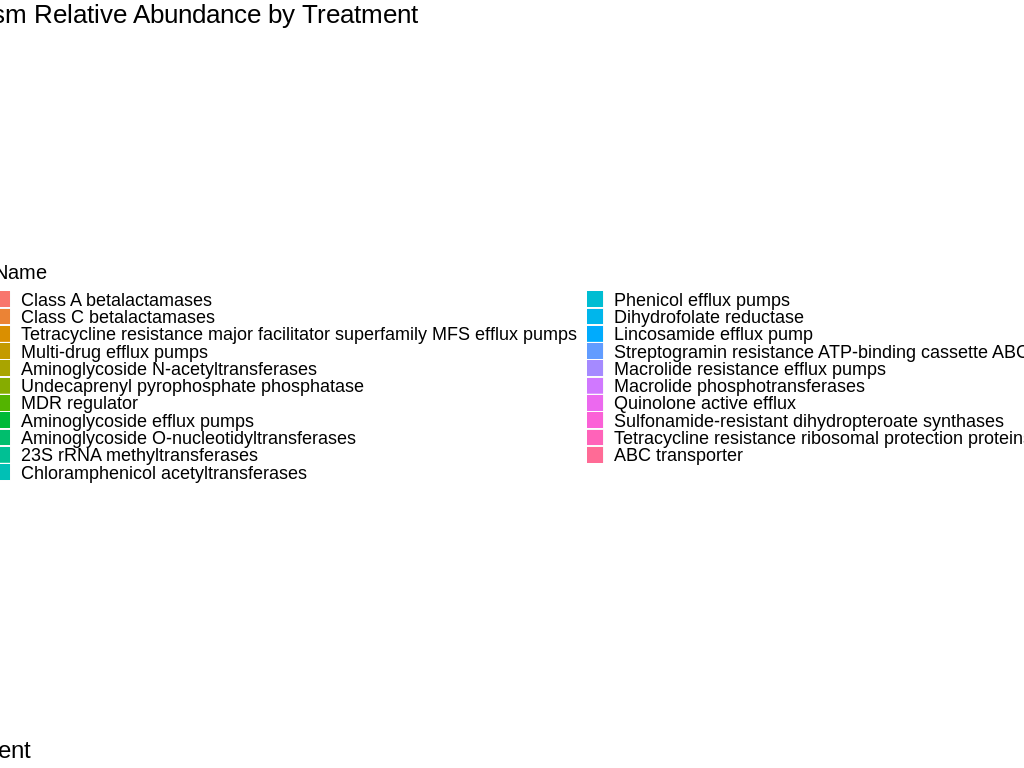 sm Relative Abundance by Treatment
Name
Class A betalactamases
Class C betalactamases
Tetracycline resistance major facilitator superfamily MFS efflux pumps
Multi-drug efflux pumps
Aminoglycoside N-acetyltransferases
Undecaprenyl pyrophosphate phosphatase
MDR regulator
Aminoglycoside efflux pumps
Aminoglycoside O-nucleotidyltransferases
23S rRNA methyltransferases
Chloramphenicol acetyltransferases
Phenicol efflux pumps
Dihydrofolate reductase
Lincosamide efflux pump
Streptogramin resistance ATP-binding cassette ABC
Macrolide resistance efflux pumps
Macrolide phosphotransferases
Quinolone active efflux
Sulfonamide-resistant dihydropteroate synthases
Tetracycline resistance ribosomal protection proteins
ABC transporter
ent